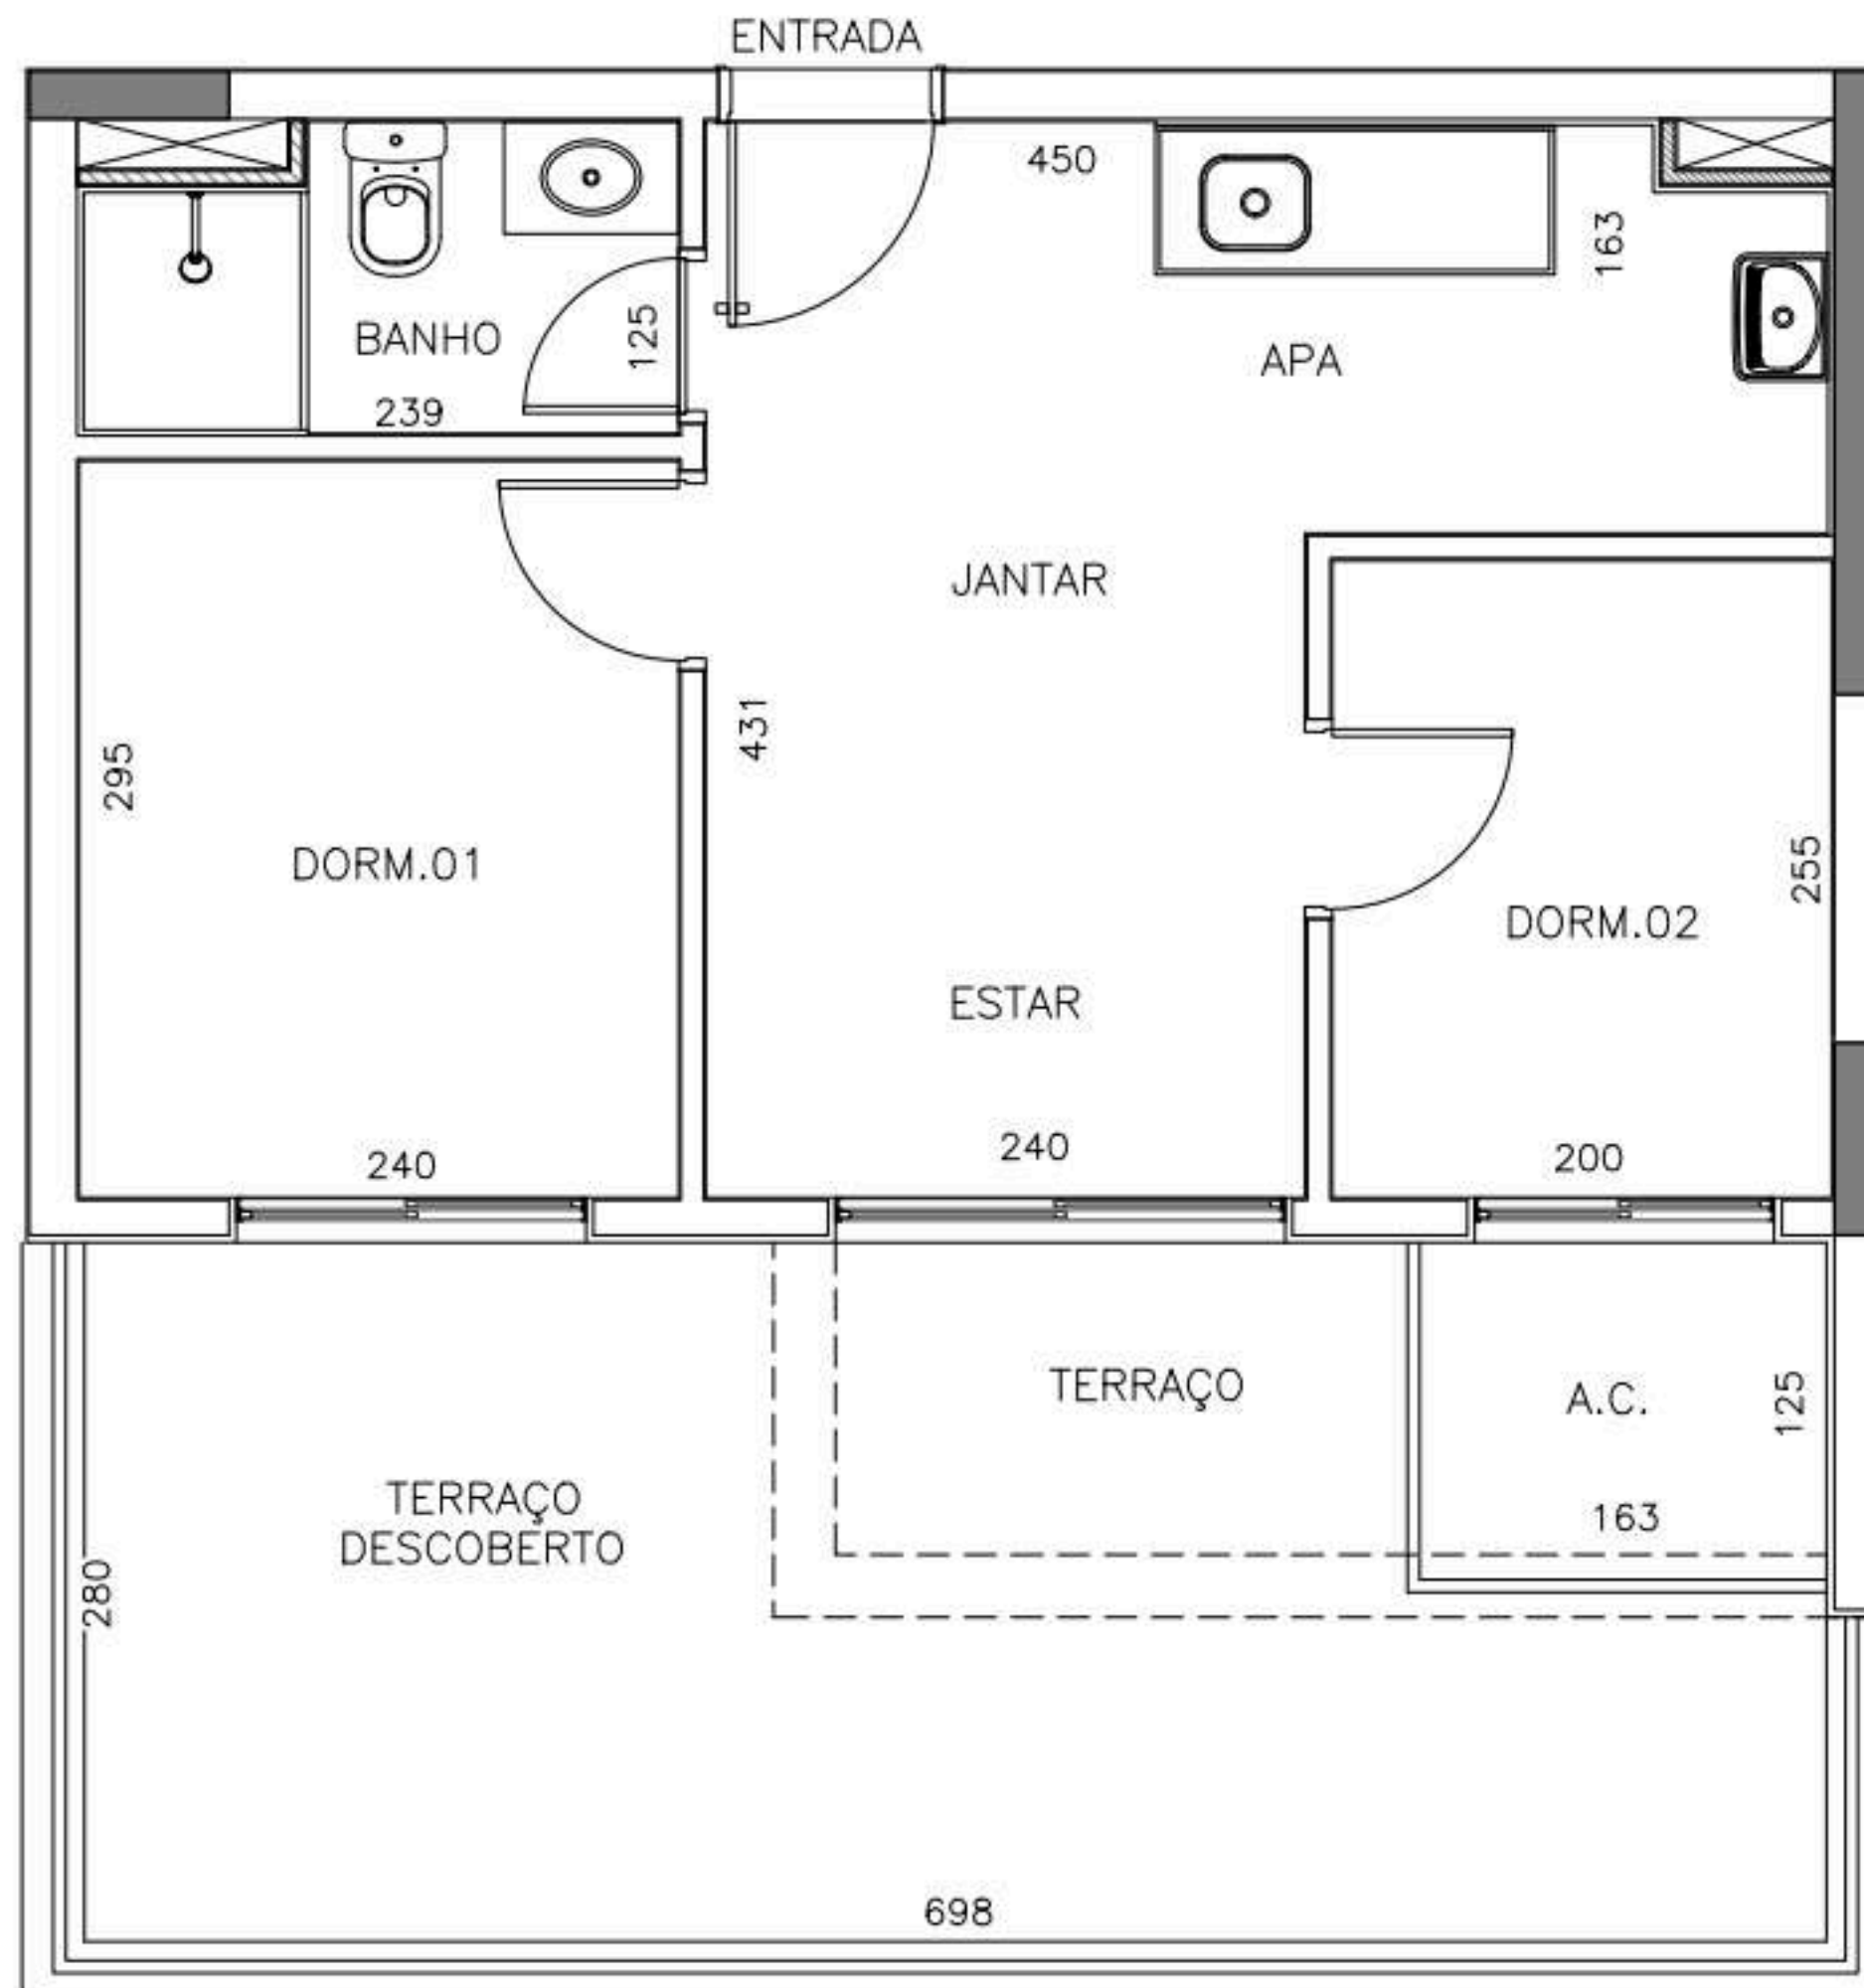 ENTRADA
450
163
BANHO
125
239
APA
JANTAR
431
295
DORM.01
255
DORM.02
ESTAR
240
240
200
TERRAÇO
A.C.
125
163
TERRAÇO
DESCOBERTO
280
698